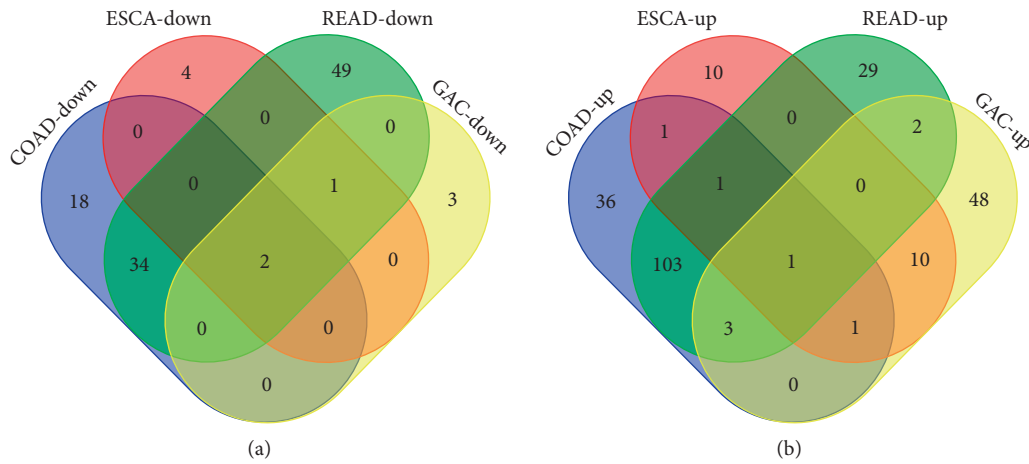 ESCA-down READ-down
COAD-down GAC-down
4 49
0 0 0
18 0 1 3
34 2 0
0 0
0
(a)
ESCA-up READ-up
COAD-up GAC-up
10 29
1 0 2
36 1 0 48
103 1 10
3 1
0
(b)